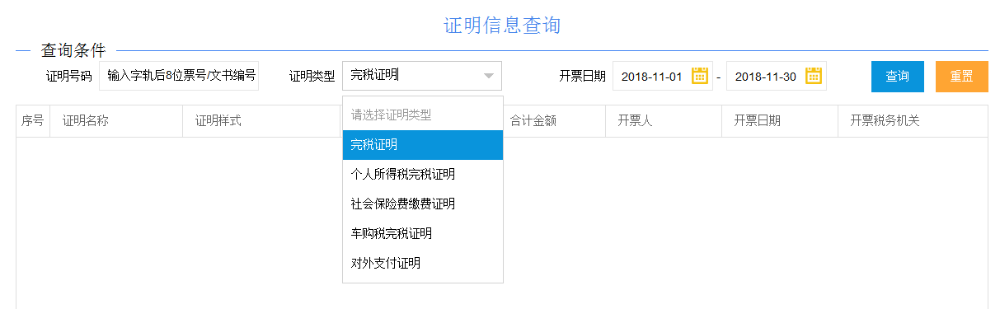 证明信息查询
查询条件
证明号码 输入字轨后8位票号/文书编号 证明类型 完税证明 开票日期 2018-11-01 - 2018-11-30 查询 重置
序号 证明名称 证明样式 合计金额 开票人 开票日期 开票税务机关
请选择证明类型
完税证明
个人所得税完税证明
社会保险费缴费证明
车购税完税证明
对外支付证明